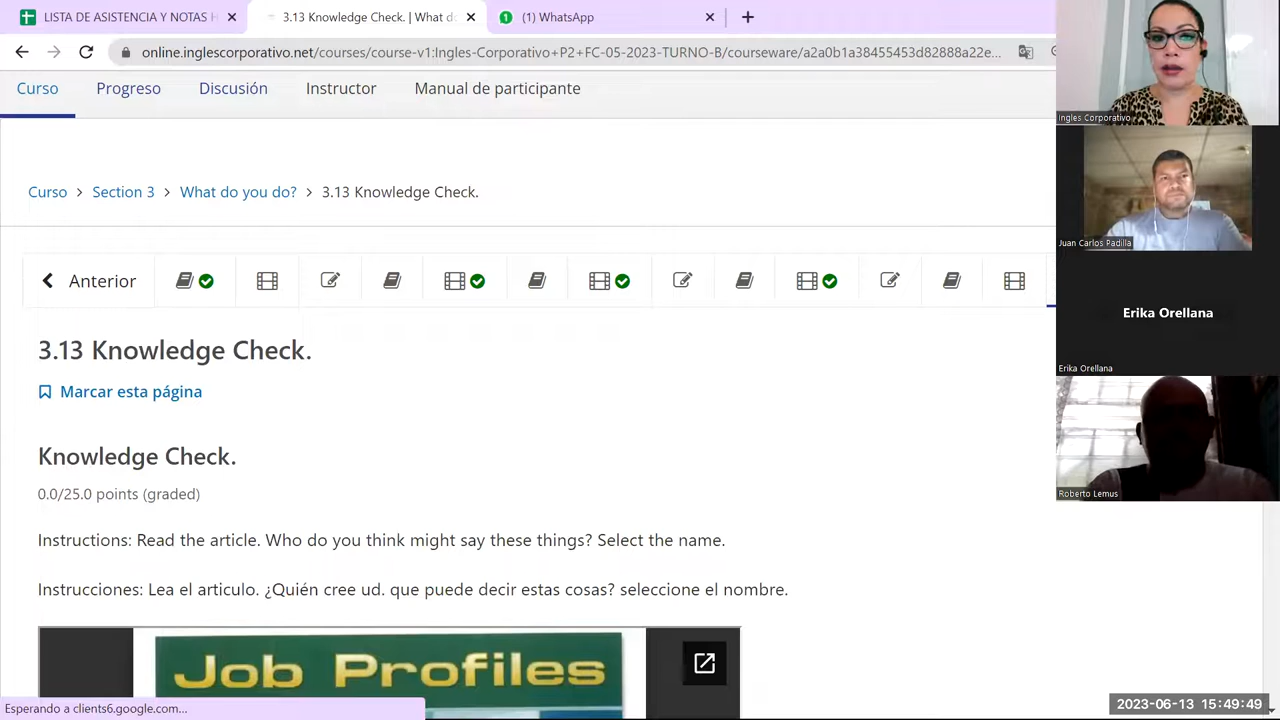 LISTA DE ASISTENCIA Y NOTAS H
3.13 Knowledge Check. | What do
(1) WhatsApp
online.inglescorporativo.net/courses/course-v1:Ingles-Corporativo+P2+FC-05-2023-TURNO-B/courseware/a2a0b1a38455453d82888a22e...
Curso
Progreso
Discusión
Instructor
Manual de participante
Curso > Section 3 > What do you do? > 3.13 Knowledge Check.
Anterior
3.13 Knowledge Check.
Marcar esta página
Knowledge Check.
0.0/25.0 points (graded)
Instructions: Read the article. Who do you think might say these things? Select the name.
Instrucciones: Lea el articulo. ¿Quién cree ud. que puede decir estas cosas? seleccione el nombre.
Job Profiles
Esperando a clients6.google.com...
Ingles Corporativo
Juan Carlos Padilla
Erika Orellana
Erika Orellana
Roberto Lemus
2023-06-13 15:49:49